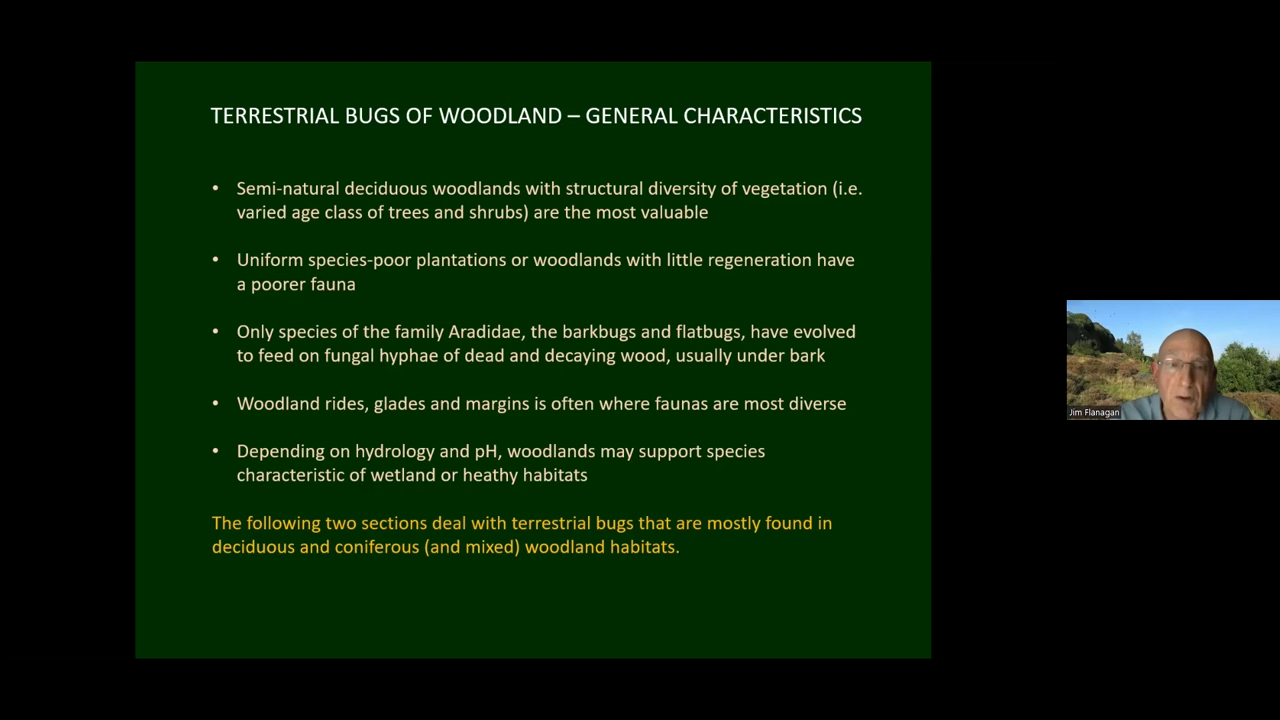 TERRESTRIAL BUGS OF WOODLAND – GENERAL CHARACTERISTICS
• Semi-natural deciduous woodlands with structural diversity of vegetation (i.e.
varied age class of trees and shrubs) are the most valuable
• Uniform species-poor plantations or woodlands with little regeneration have
a poorer fauna
• Only species of the family Aradidae, the barkbugs and flatbugs, have evolved
to feed on fungal hyphae of dead and decaying wood, usually under bark
• Woodland rides, glades and margins is often where faunas are most diverse
• Depending on hydrology and pH, woodlands may support species
characteristic of wetland or heathy habitats
The following two sections deal with terrestrial bugs that are mostly found in
deciduous and coniferous (and mixed) woodland habitats.
Jim Flanagan